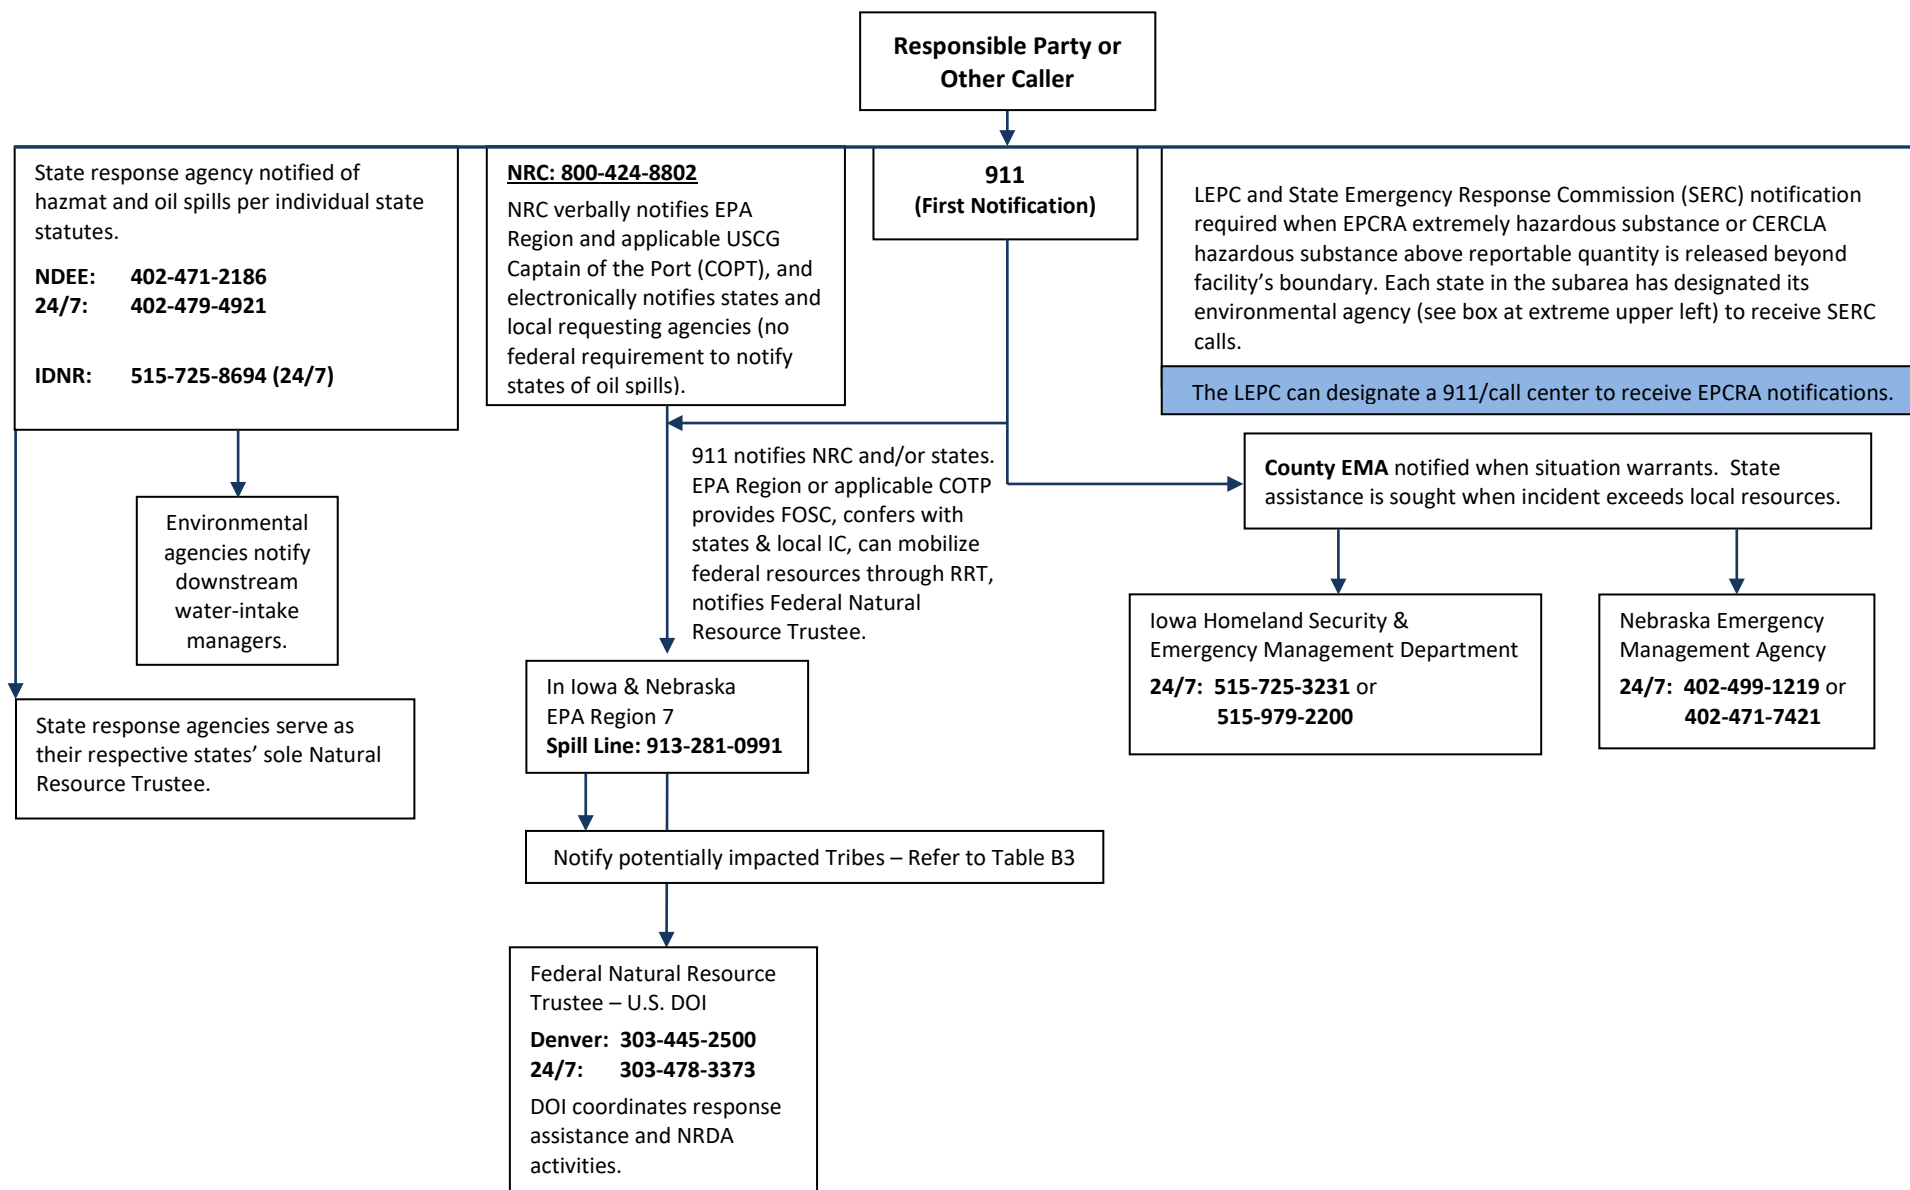 Responsible Party or
Other Caller
State response agency notified of
hazmat and oil spills per individual state
statutes.
NDEE: 402-471-2186
24/7: 402-479-4921
IDNR: 515-725-8694 (24/7)
NRC: 800-424-8802
NRC verbally notifies EPA
Region and applicable USCG
Captain of the Port (COPT), and
electronically notifies states and
local requesting agencies (no
federal requirement to notify
states of oil spills).
911
(First Notification)
LEPC and State Emergency Response Commission (SERC) notification
required when EPCRA extremely hazardous substance or CERCLA
hazardous substance above reportable quantity is released beyond
facility’s boundary. Each state in the subarea has designated its
environmental agency (see box at extreme upper left) to receive SERC
calls.
The LEPC can designate a 911/call center to receive EPCRA notifications.
911 notifies NRC and/or states.
EPA Region or applicable COTP
provides FOSC, confers with
states & local IC, can mobilize
federal resources through RRT,
notifies Federal Natural
Resource Trustee.
County EMA notified when situation warrants. State
assistance is sought when incident exceeds local resources.
Environmental
agencies notify
downstream
water-intake
managers.
Iowa Homeland Security &
Emergency Management Department
24/7: 515-725-3231 or
515-979-2200
Nebraska Emergency
Management Agency
24/7: 402-499-1219 or
402-471-7421
State response agencies serve as
their respective states’ sole Natural
Resource Trustee.
In Iowa & Nebraska
EPA Region 7
Spill Line: 913-281-0991
Notify potentially impacted Tribes – Refer to Table B3
Federal Natural Resource
Trustee – U.S. DOI
Denver: 303-445-2500
24/7: 303-478-3373
DOI coordinates response
assistance and NRDA
activities.